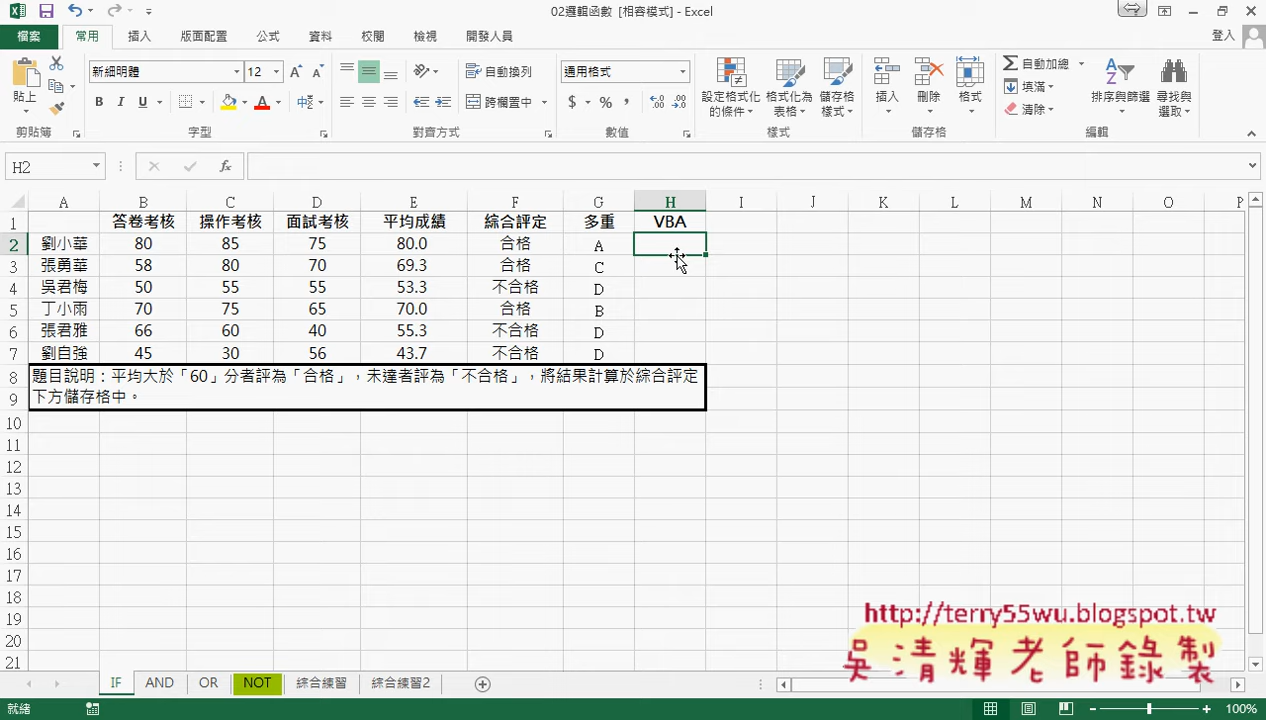 02邏輯函數 [相容模式] - Excel
檔案 常用 插入 版面配置 公式 資料 校閱 檢視 開發人員 登入
貼上 新細明體 12 自動換列 跨欄置中 通用格式 設定格式化的條件 格式化為表格 儲存格樣式 插入 刪除 格式 自動加總 填滿 清除 排序與篩選 尋找與選取
剪貼簿 字型 對齊方式 數值 樣式 儲存格 編輯
H2 fx
A B C D E F G H I J K L M N O P
1 答卷考核 操作考核 面試考核 平均成績 綜合評定 多重 VBA
2 劉小華 80 85 75 80.0 合格 A
3 張勇華 58 80 70 69.3 合格 C
4 吳君梅 50 55 55 53.3 不合格 D
5 丁小雨 70 75 65 70.0 合格 B
6 張君雅 66 60 40 55.3 不合格 D
7 劉自強 45 30 56 43.7 不合格 D
8 題目說明：平均大於「60」分者評為「合格」，未達者評為「不合格」，將結果計算於綜合評定
9 下方儲存格中。
10
11
12
13
14
15
16
17
18
19
20
21
http://terry55wu.blogspot.tw
吳清輝老師錄製
IF AND OR NOT 綜合練習 綜合練習2
就緒 100%